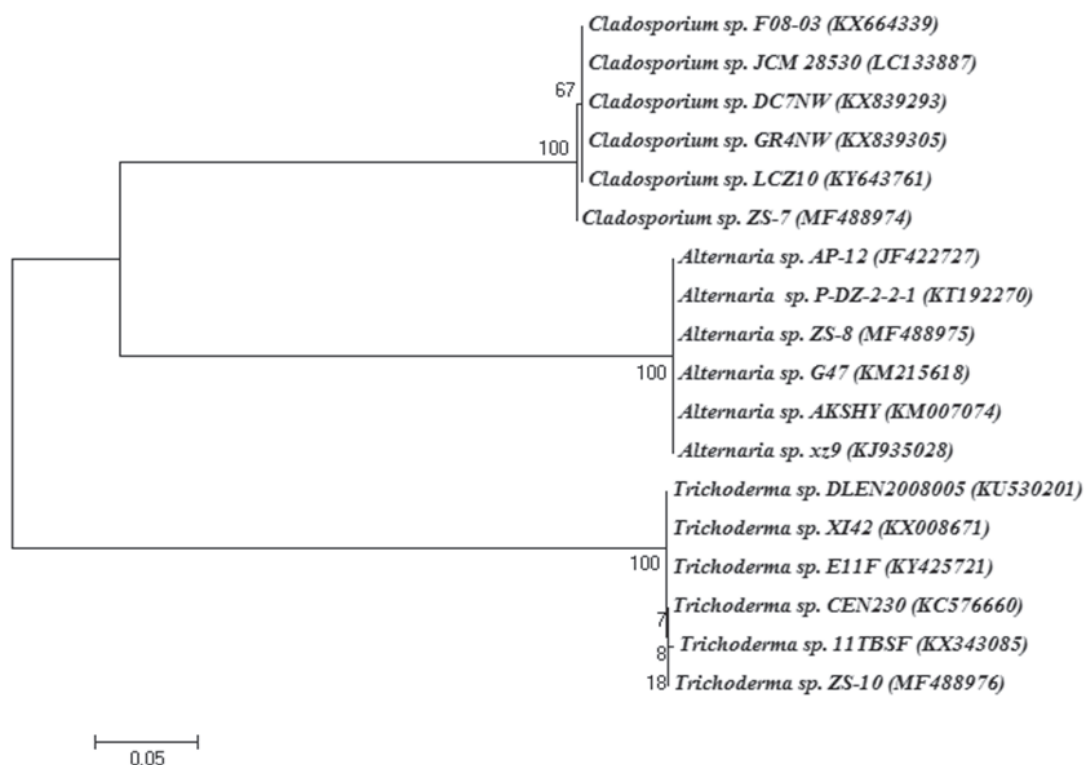 Cladosporium sp. F08-03 (KX664339)
Cladosporium sp. JCM 28530 (LC133887)
67
Cladosporium sp. DC7NW (KX839293)
Cladosporium sp. GR4NW (KX839305)
100
Cladosporium sp. LCZ10 (KY643761)
Cladosporium sp. ZS-7 (MF488974)
Alternaria sp. AP-12 (JF422727)
Alternaria sp. P-DZ-2-2-1 (KT192270)
Alternaria sp. ZS-8 (MF488975)
100
Alternaria sp. G47 (KM215618)
Alternaria sp. AKSHY (KM007074)
Alternaria sp. xz9 (KJ935028)
Trichoderma sp. DLEN2008005 (KU530201)
Trichoderma sp. XI42 (KX008671)
100
Trichoderma sp. E11F (KY425721)
Trichoderma sp. CEN230 (KC576660)
7
Trichoderma sp. 11TBSF (KX343085)
8
18
Trichoderma sp. ZS-10 (MF488976)
0.05